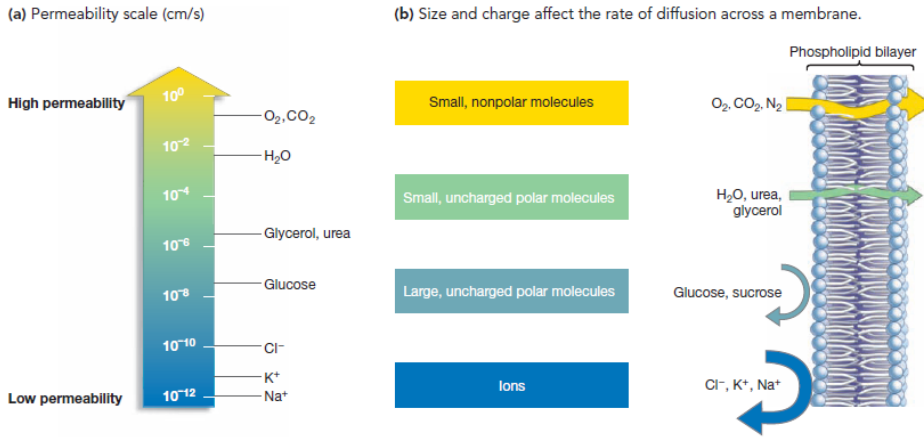 (a) Permeability scale (cm/s)
High permeability
10⁰
O₂,CO₂
10⁻²
H₂O
10⁻⁴
Glycerol, urea
10⁻⁶
Glucose
10⁻⁸
10⁻¹⁰
Cl⁻
K⁺
Low permeability
10⁻¹²
Na⁺
(b) Size and charge affect the rate of diffusion across a membrane.
Phospholipid bilayer
Small, nonpolar molecules
O₂, CO₂, N₂
Small, uncharged polar molecules
H₂O, urea,
glycerol
Large, uncharged polar molecules
Glucose, sucrose
Ions
Cl⁻, K⁺, Na⁺